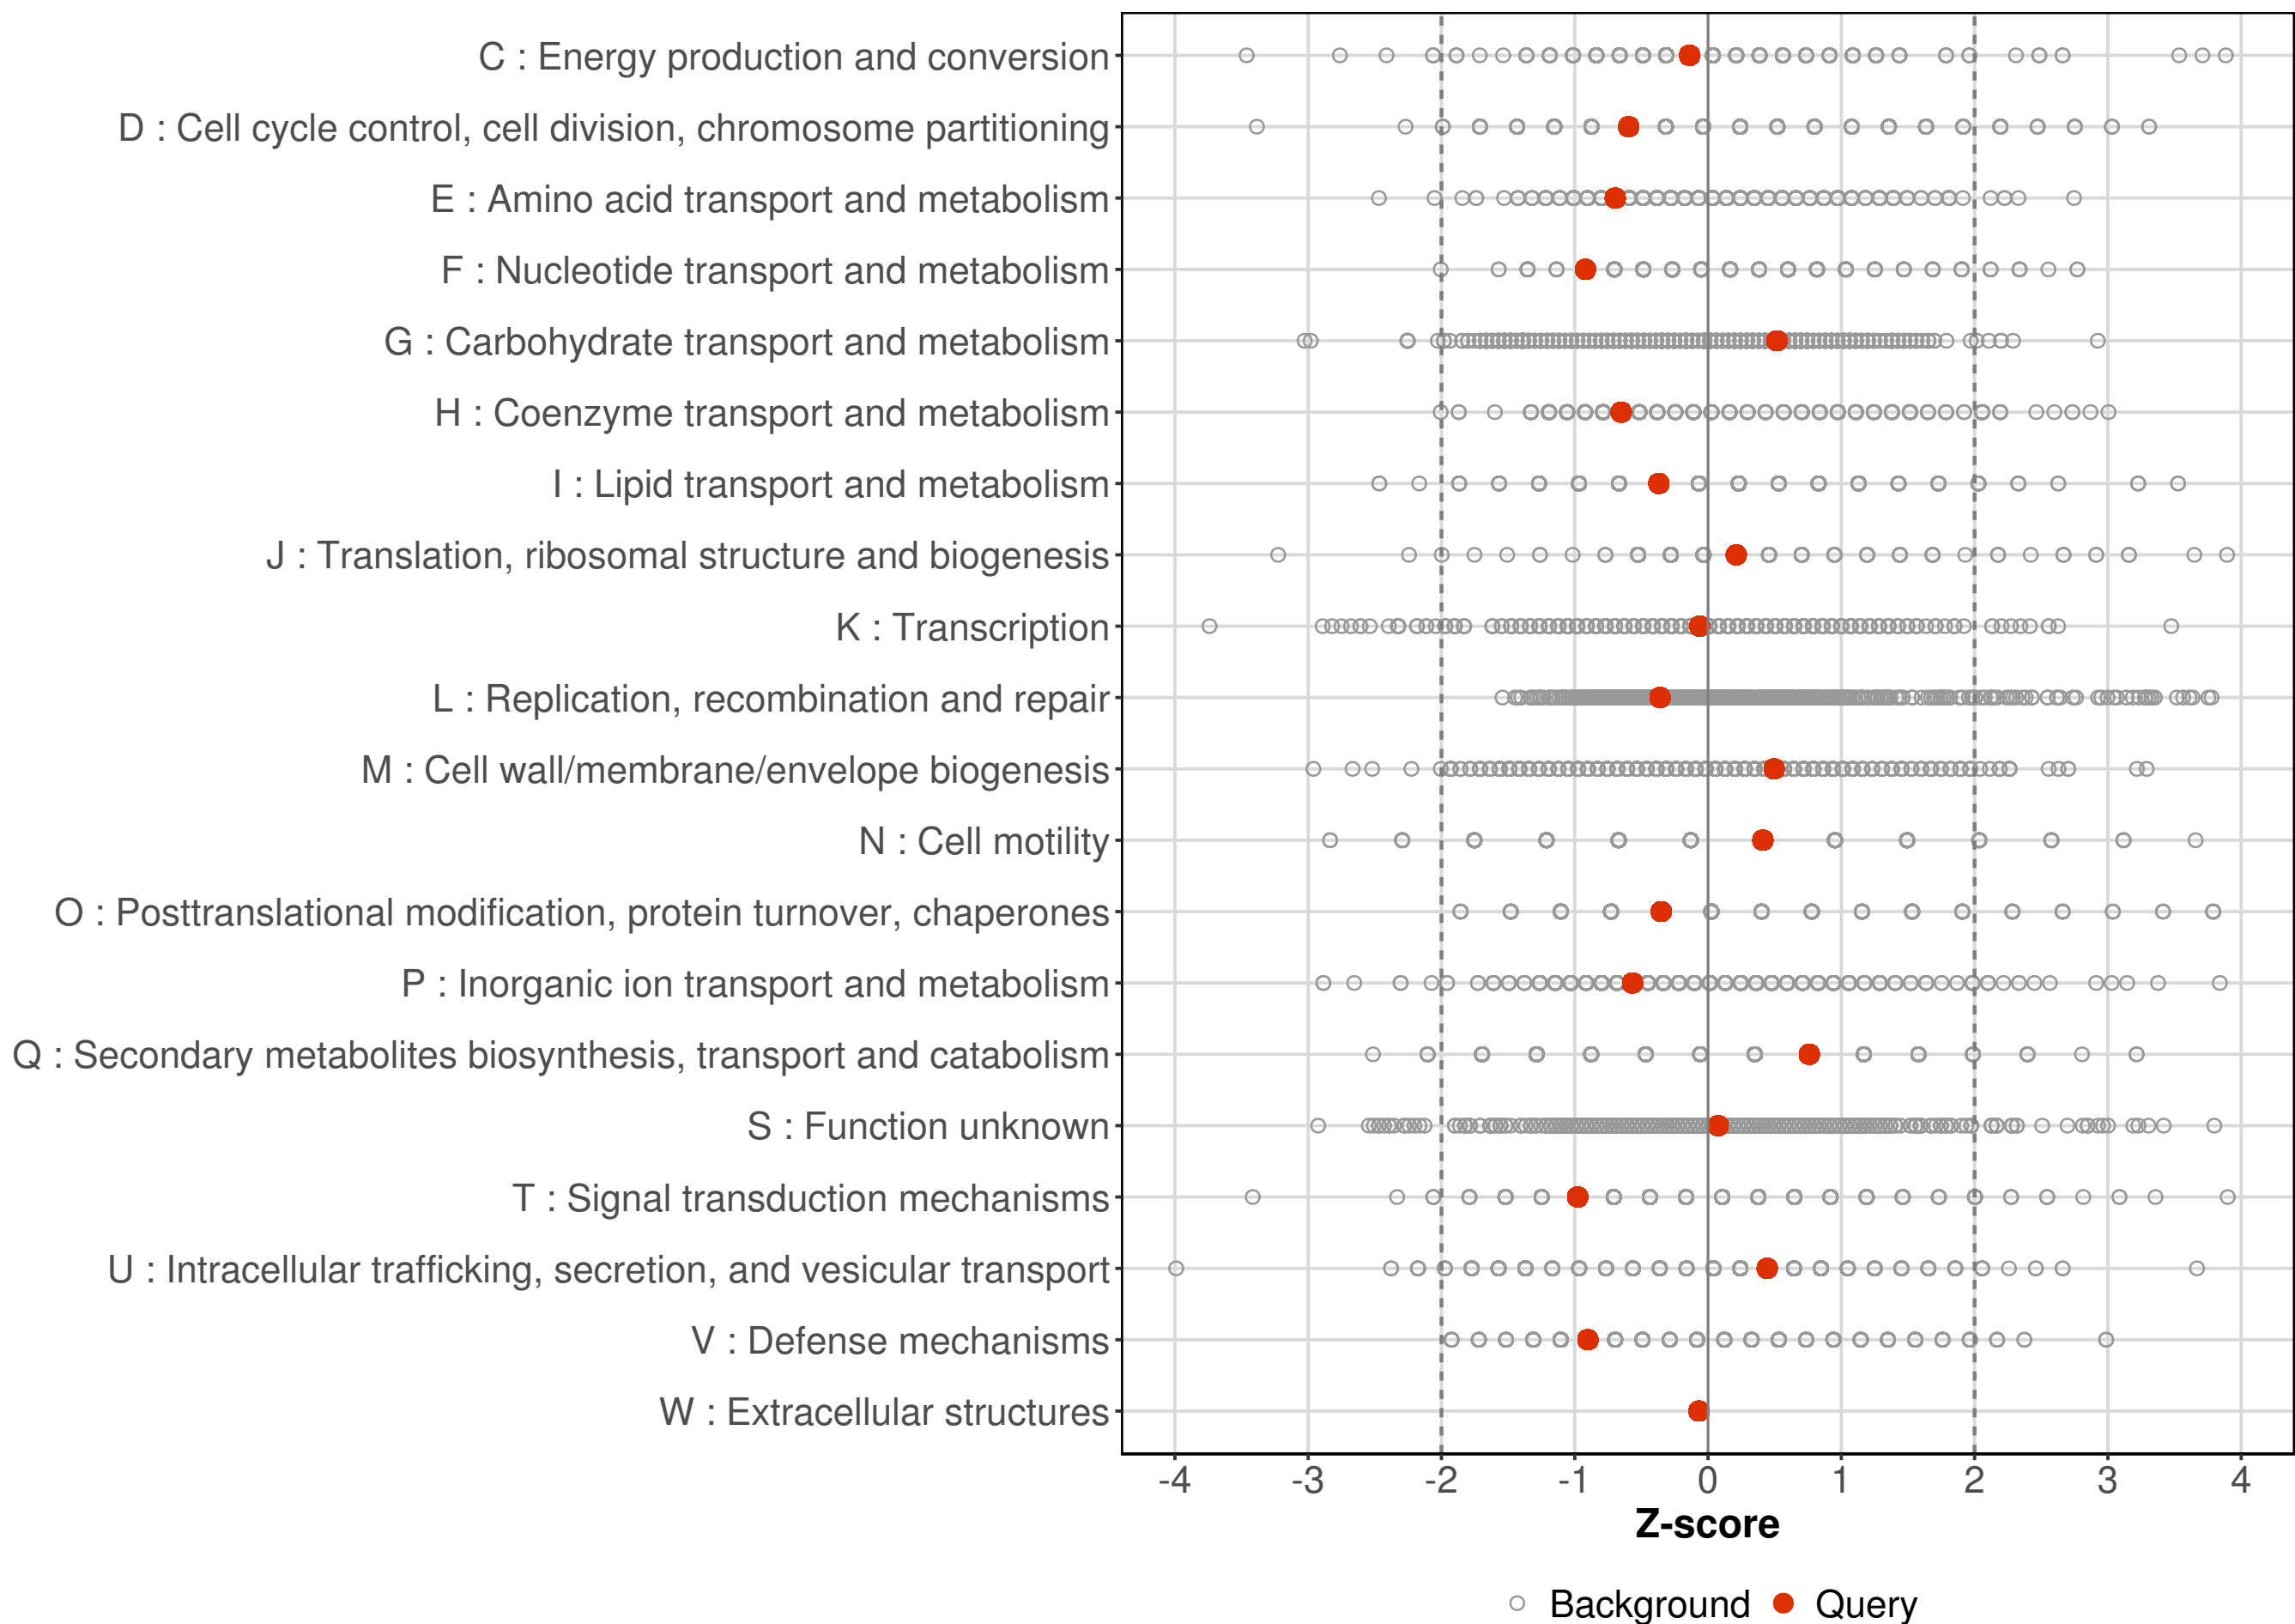 C : Energy production and conversion
D : Cell cycle control, cell division, chromosome partitioning
E : Amino acid transport and metabolism
F : Nucleotide transport and metabolism
G : Carbohydrate transport and metabolism
H : Coenzyme transport and metabolism
I : Lipid transport and metabolism
J : Translation, ribosomal structure and biogenesis
K : Transcription
L : Replication, recombination and repair
M : Cell wall/membrane/envelope biogenesis
N : Cell motility
O : Posttranslational modification, protein turnover, chaperones
P : Inorganic ion transport and metabolism
Q : Secondary metabolites biosynthesis, transport and catabolism
S : Function unknown
T : Signal transduction mechanisms
U : Intracellular trafficking, secretion, and vesicular transport
V : Defense mechanisms
W : Extracellular structures
-4 -3 -2 -1 0 1 2 3 4
Z-score
Background Query